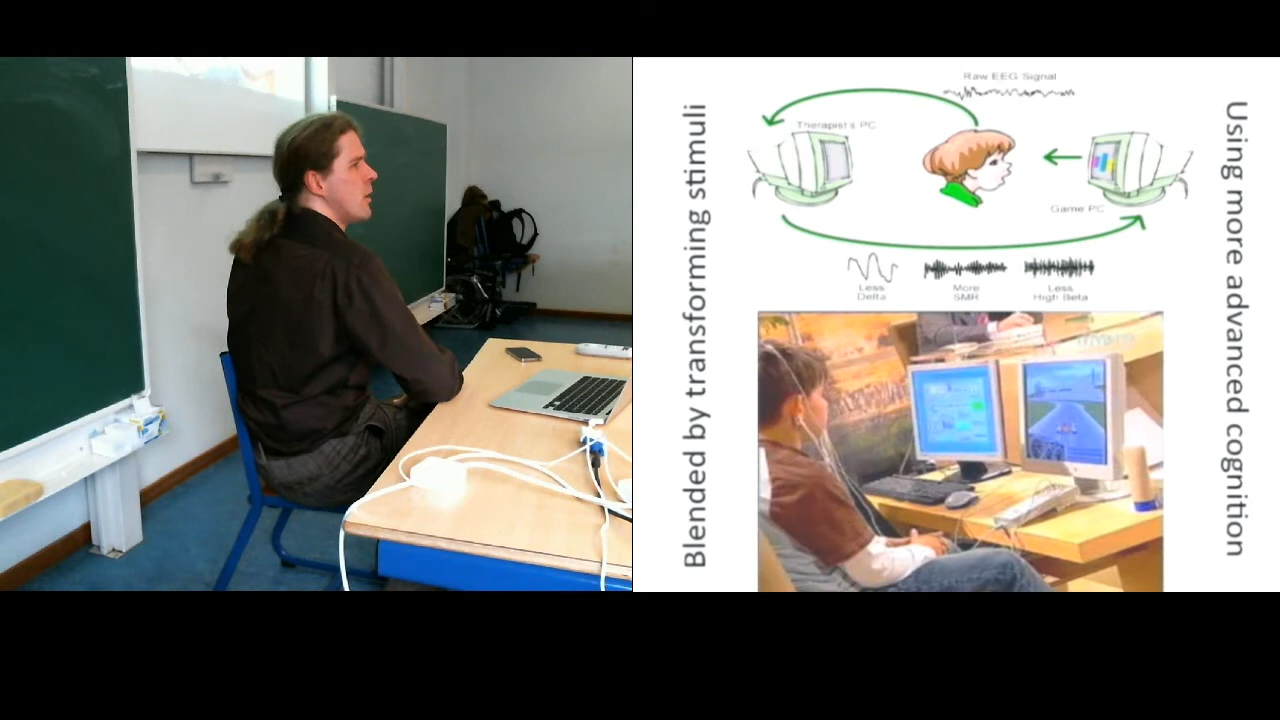 Blended by transforming stimuli
Raw EEG Signal
Therapist's PC
Game PC
Less
Delta
More
SMR
Less
High Beta
Using more advanced cognition